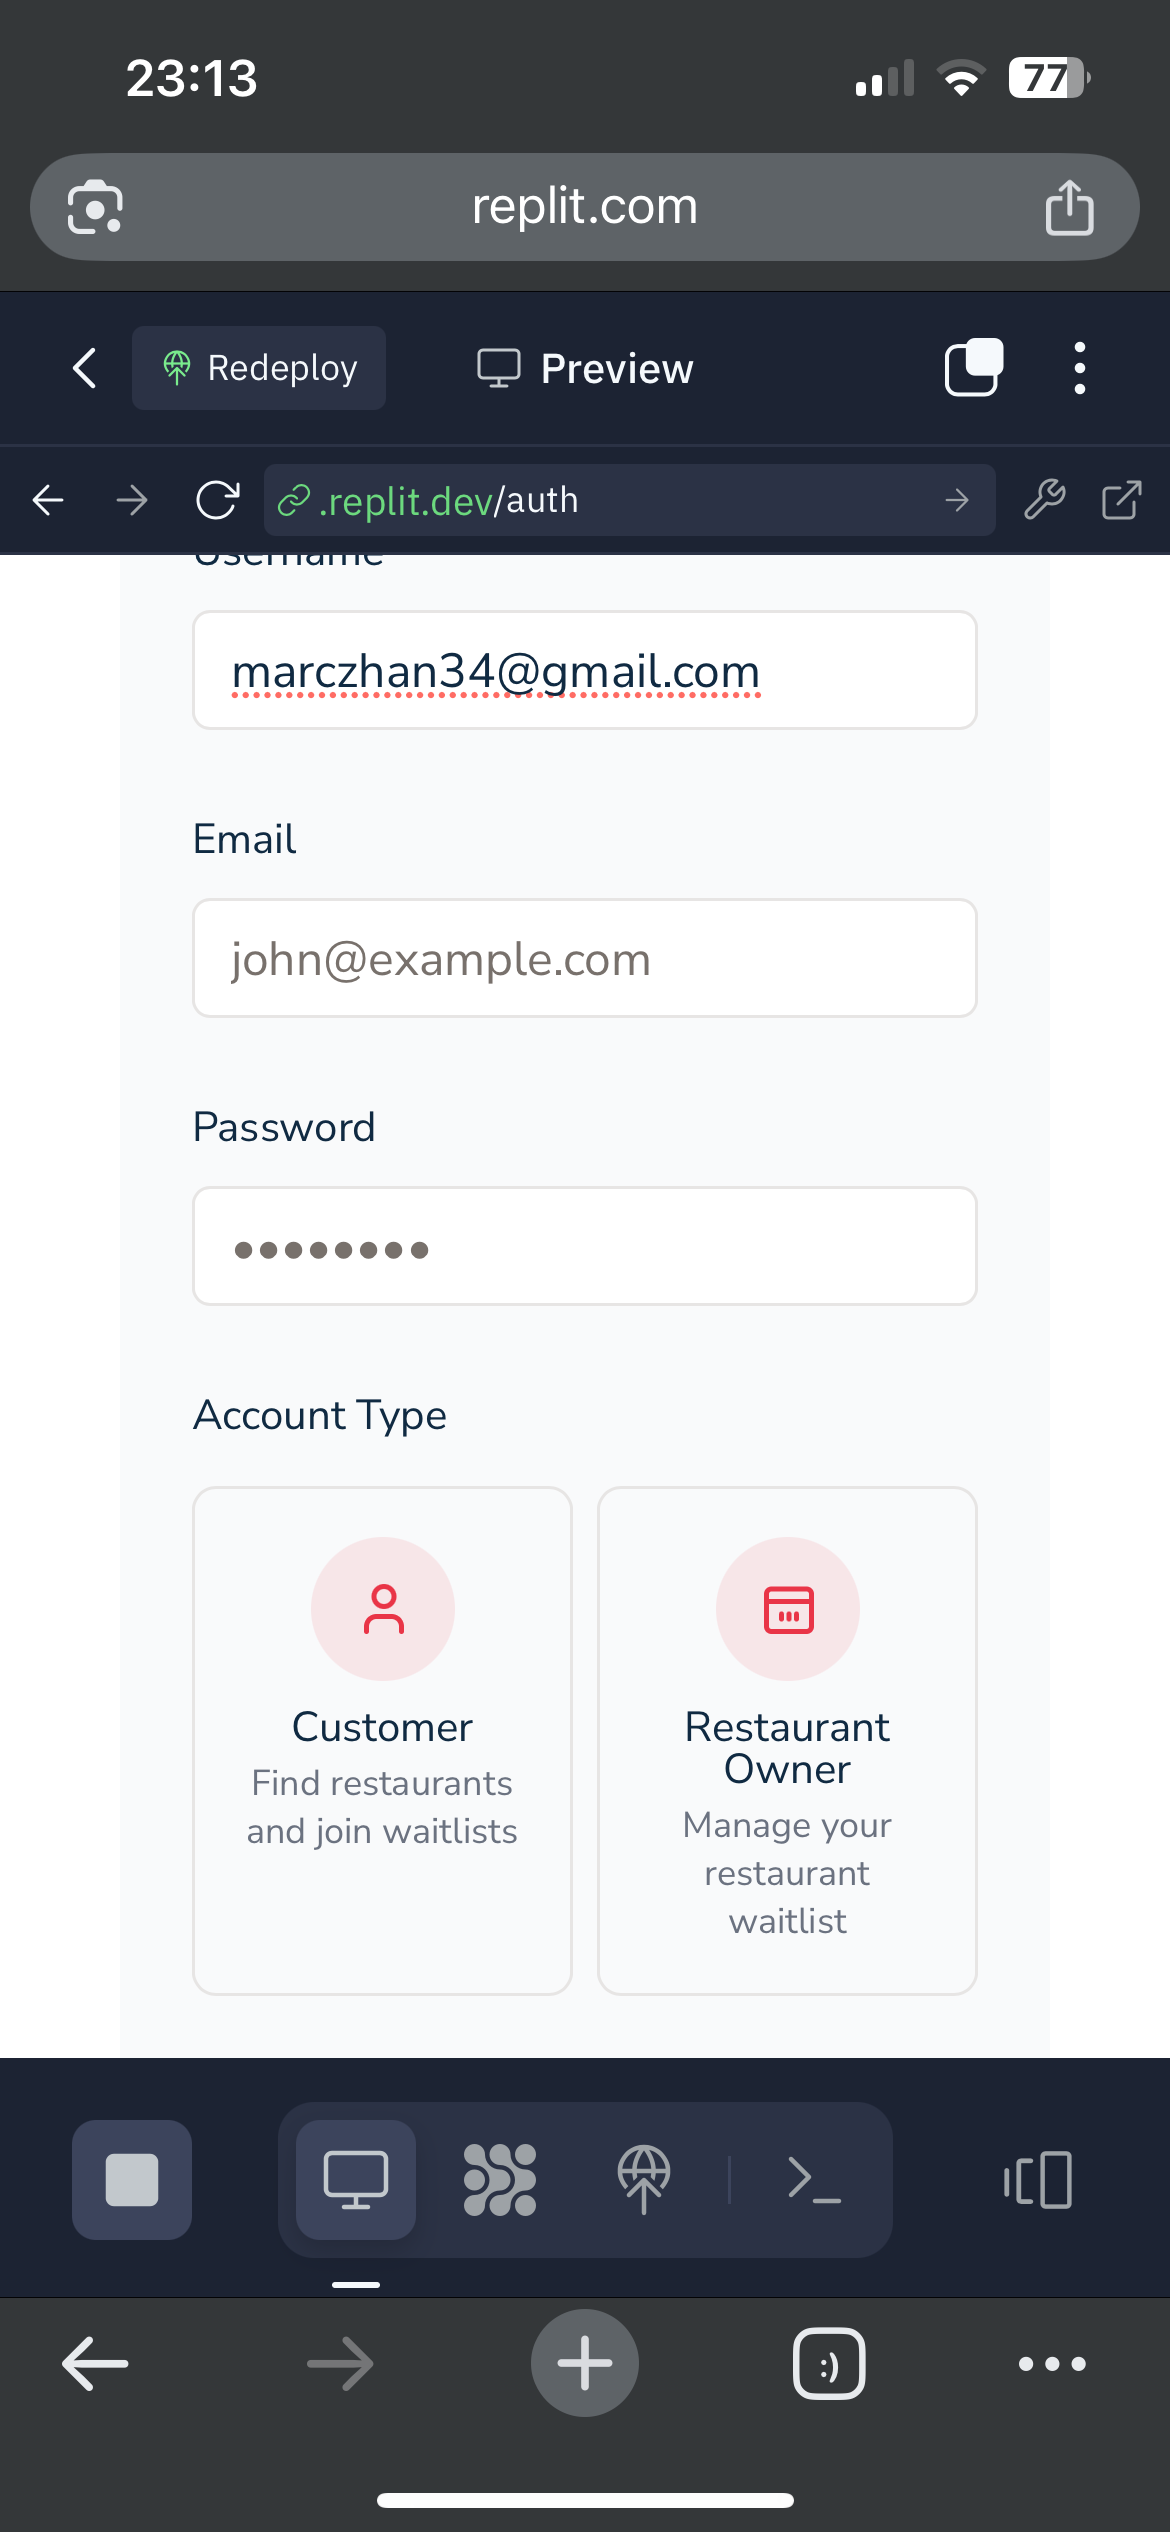 23:13
77
replit.com
Redeploy
Preview
.replit.dev/auth
Username
marczhan34@gmail.com
Email
john@example.com
Password
••••••••
Account Type
Customer
Find restaurants
and join waitlists
Restaurant
Owner
Manage your
restaurant
waitlist
:)